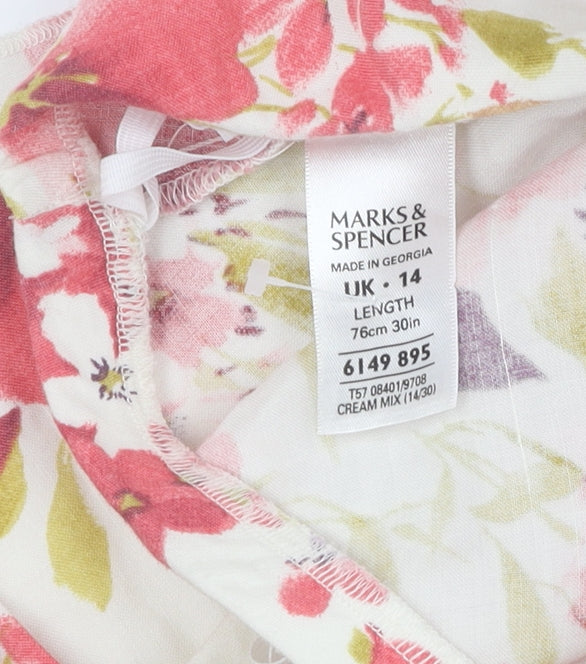 MARKS &
SPENCER
MADE IN GEORGIA
UK • 14
LENGTH
76cm 30in
6149 895
T57 08401/9708
CREAM MIX (14/30)